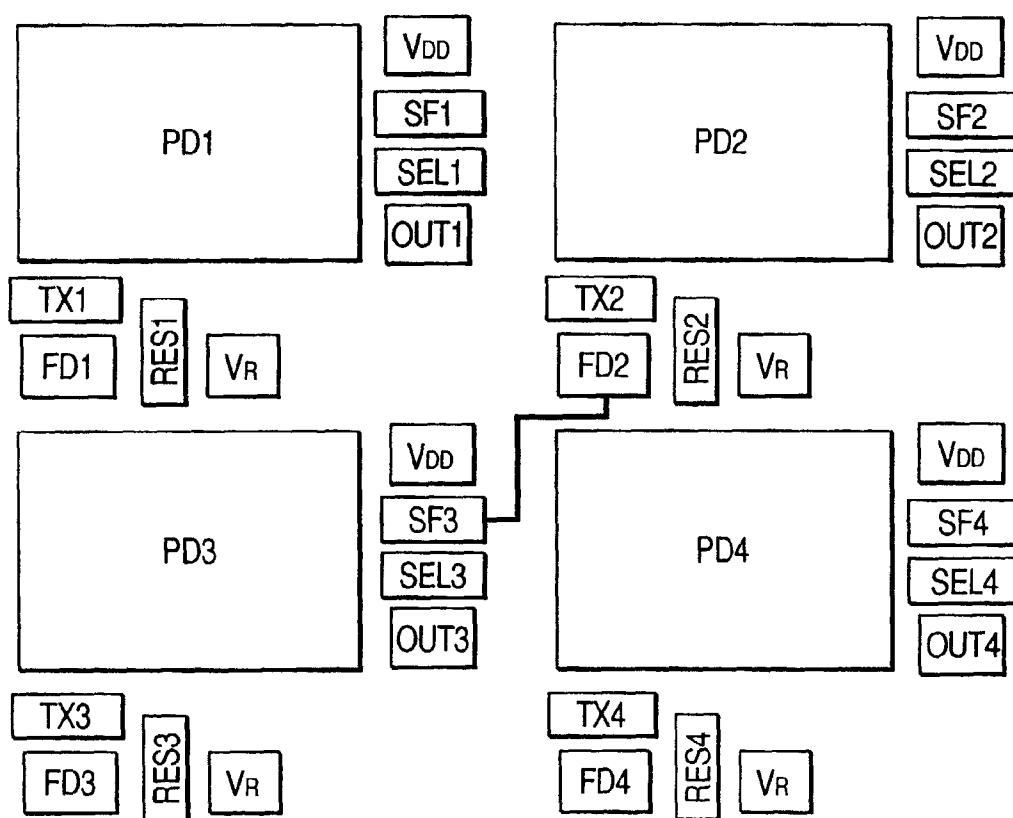 PD1
VDD
SF1
SEL1
OUT1
PD2
VDD
SF2
SEL2
OUT2
TX1
FD1
RES1
VR
TX2
FD2
RES2
VR
PD3
VDD
SF3
SEL3
OUT3
PD4
VDD
SF4
SEL4
OUT4
TX3
FD3
RES3
VR
TX4
FD4
RES4
VR